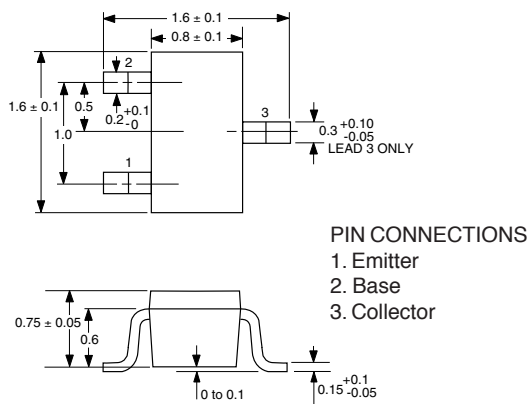 1.6 ± 0.1
0.8 ± 0.1
2
1.6 ± 0.1
0.5
1.0
0.2 +0.1 -0
3
0.3 +0.10 -0.05
LEAD 3 ONLY
1
PIN CONNECTIONS
1. Emitter
2. Base
3. Collector
0.75 ± 0.05
0.6
0 to 0.1
0.15 +0.1 -0.05